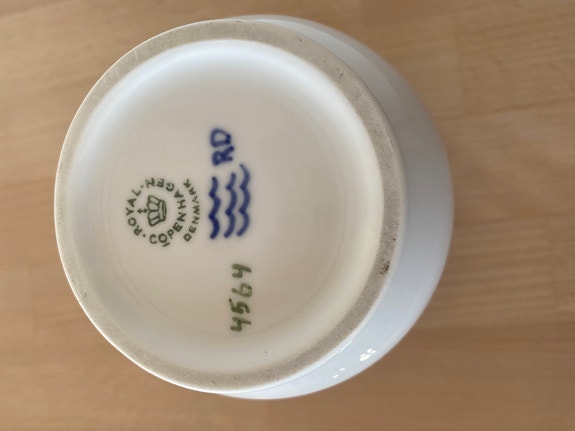 ROYAL
COPENHAGEN
DENMARK
RD
4564